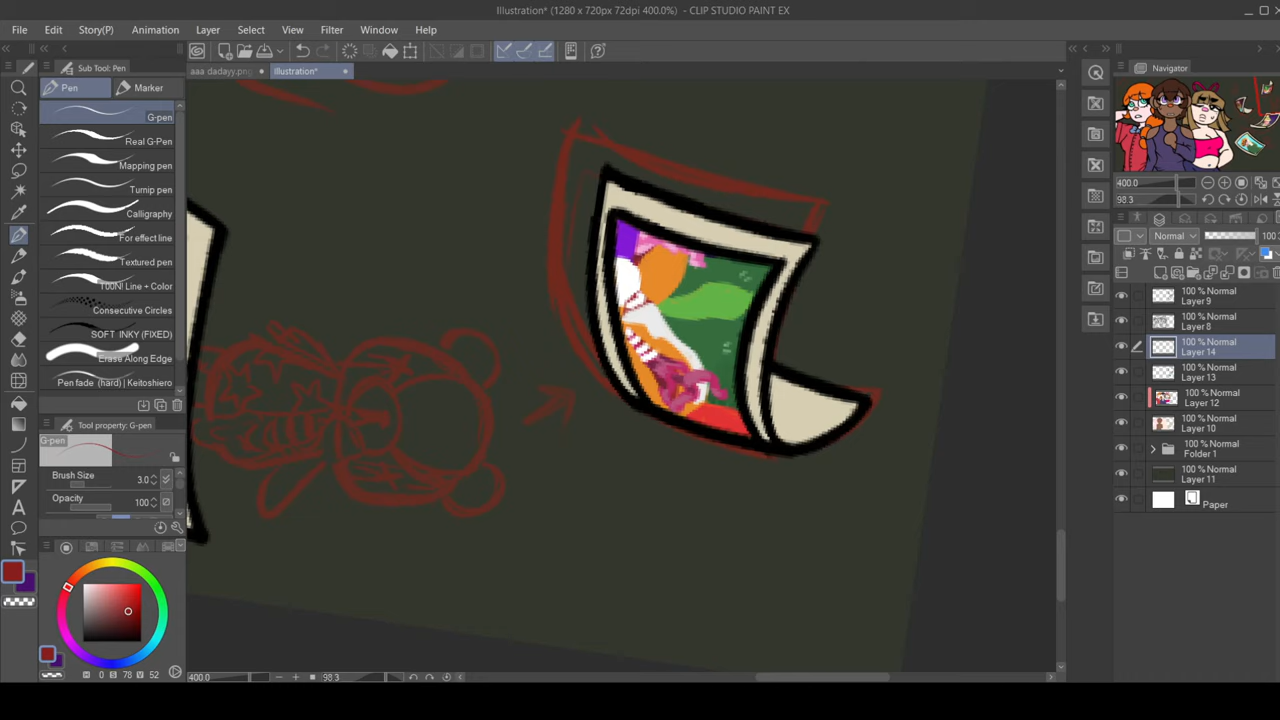 Illustration* (1280 x 720px 72dpi 400.0%) - CLIP STUDIO PAINT EX
File Edit Story(P) Animation Layer Select View Filter Window Help
Sub Tool: Pen
aaa dadayy.png
Illustration*
Navigator
Pen
Marker
G-pen
Real G-Pen
Mapping pen
Turnip pen
Calligraphy
For effect line
Textured pen
100%! Line + Color
Consecutive Circles
SOFT INKY (FIXED)
Erase Along Edge
Pen fade (hard) | Keitoshiero
Tool property: G-pen
G-pen
Brush Size 3.0
Opacity 100
H 0 S 78 V 52
400.0
98.3
400.0
98.3
Normal
100
100 % Normal
Layer 9
100 % Normal
Layer 8
100 % Normal
Layer 14
100 % Normal
Layer 13
100 % Normal
Layer 12
100 % Normal
Layer 10
100 % Normal
Folder 1
100 % Normal
Layer 11
Paper